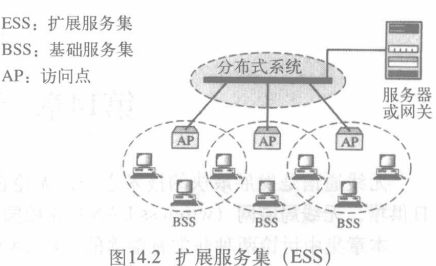 ESS：扩展服务集
BSS：基础服务集
AP：访问点
分布式系统
服务器
或网关
AP
AP
AP
BSS
BSS
BSS
图14.2 扩展服务集（ESS）